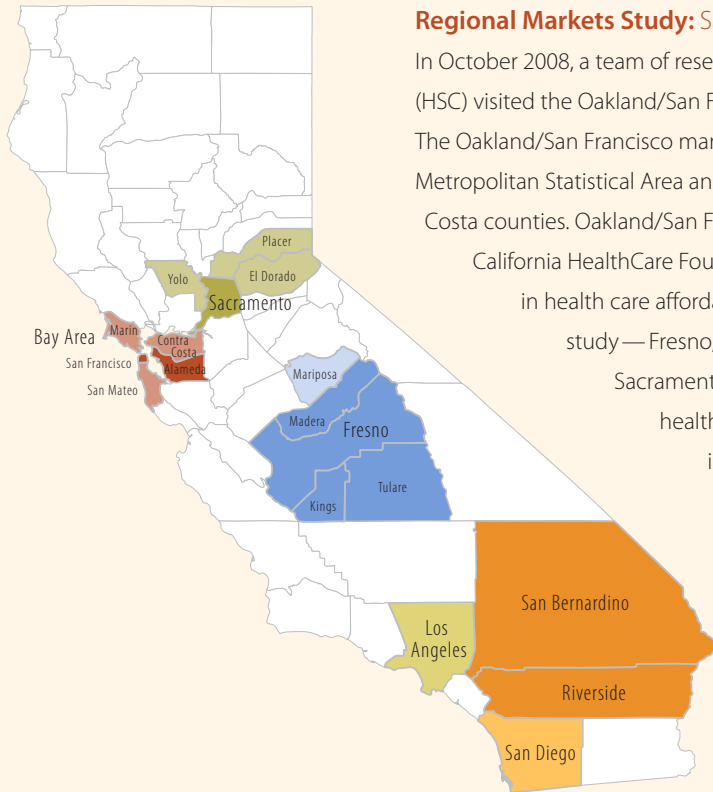 Regional Markets Study: S
In October 2008, a team of rese
(HSC) visited the Oakland/San F
The Oakland/San Francisco mar
Metropolitan Statistical Area an
Costa counties. Oakland/San F
California HealthCare Fou
in health care afforda
study — Fresno,
Sacrament
health
i
Placer
Yolo
El Dorado
Sacramento
Bay Area
Marin
Contra
Costa
San Francisco
Alameda
San Mateo
Mariposa
Madera
Fresno
Kings
Tulare
San Bernardino
Los
Angeles
Riverside
San Diego